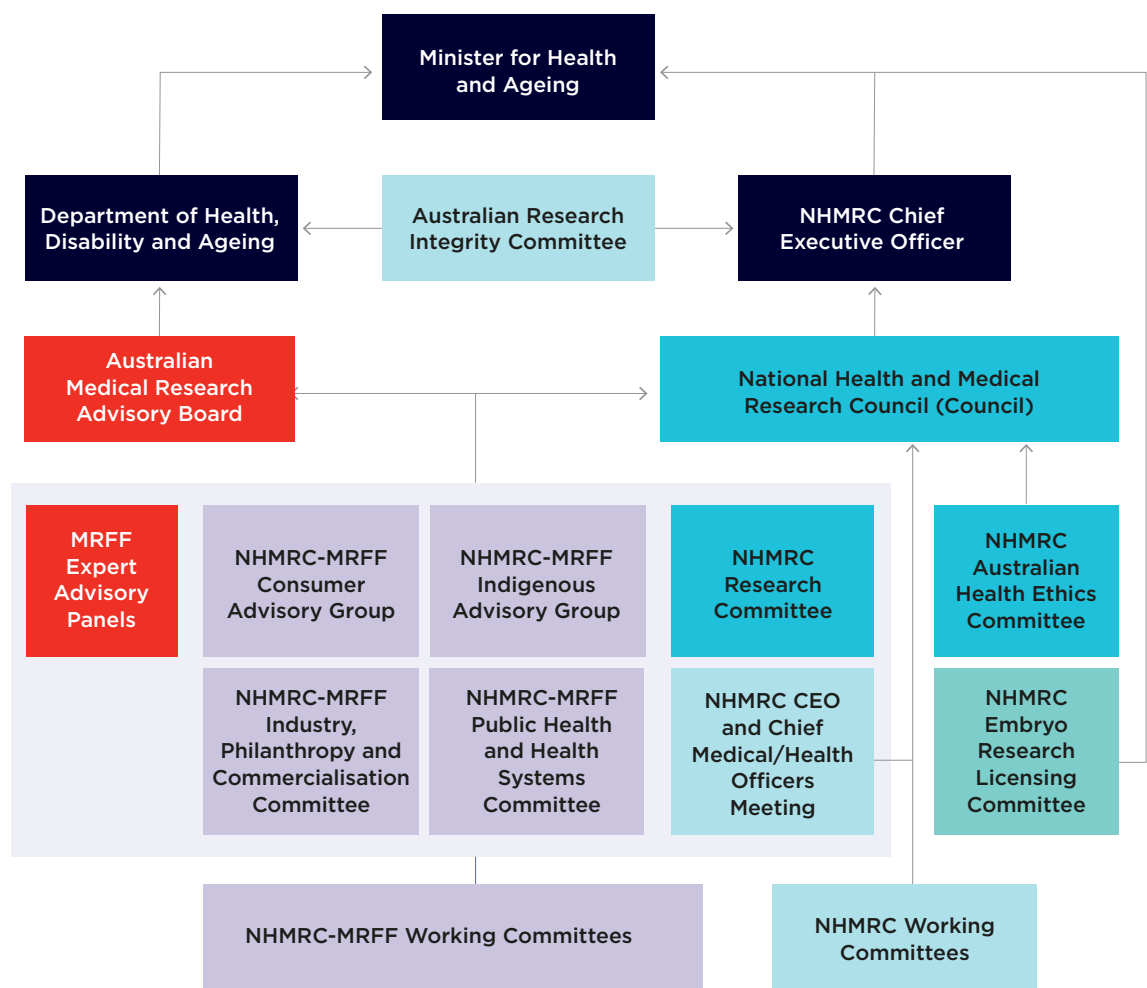 Minister for Health
and Ageing
Department of Health,
Disability and Ageing
Australian Research
Integrity Committee
NHMRC Chief
Executive Officer
Australian
Medical Research
Advisory Board
National Health and Medical
Research Council (Council)
MRFF
Expert
Advisory
Panels
NHMRC-MRFF
Consumer
Advisory Group
NHMRC-MRFF
Indigenous
Advisory Group
NHMRC
Research
Committee
NHMRC
Australian
Health Ethics
Committee
NHMRC-MRFF
Industry,
Philanthropy and
Commercialisation
Committee
NHMRC-MRFF
Public Health
and Health
Systems
Committee
NHMRC CEO
and Chief
Medical/Health
Officers
Meeting
NHMRC
Embryo
Research
Licensing
Committee
NHMRC-MRFF Working Committees
NHMRC Working
Committees